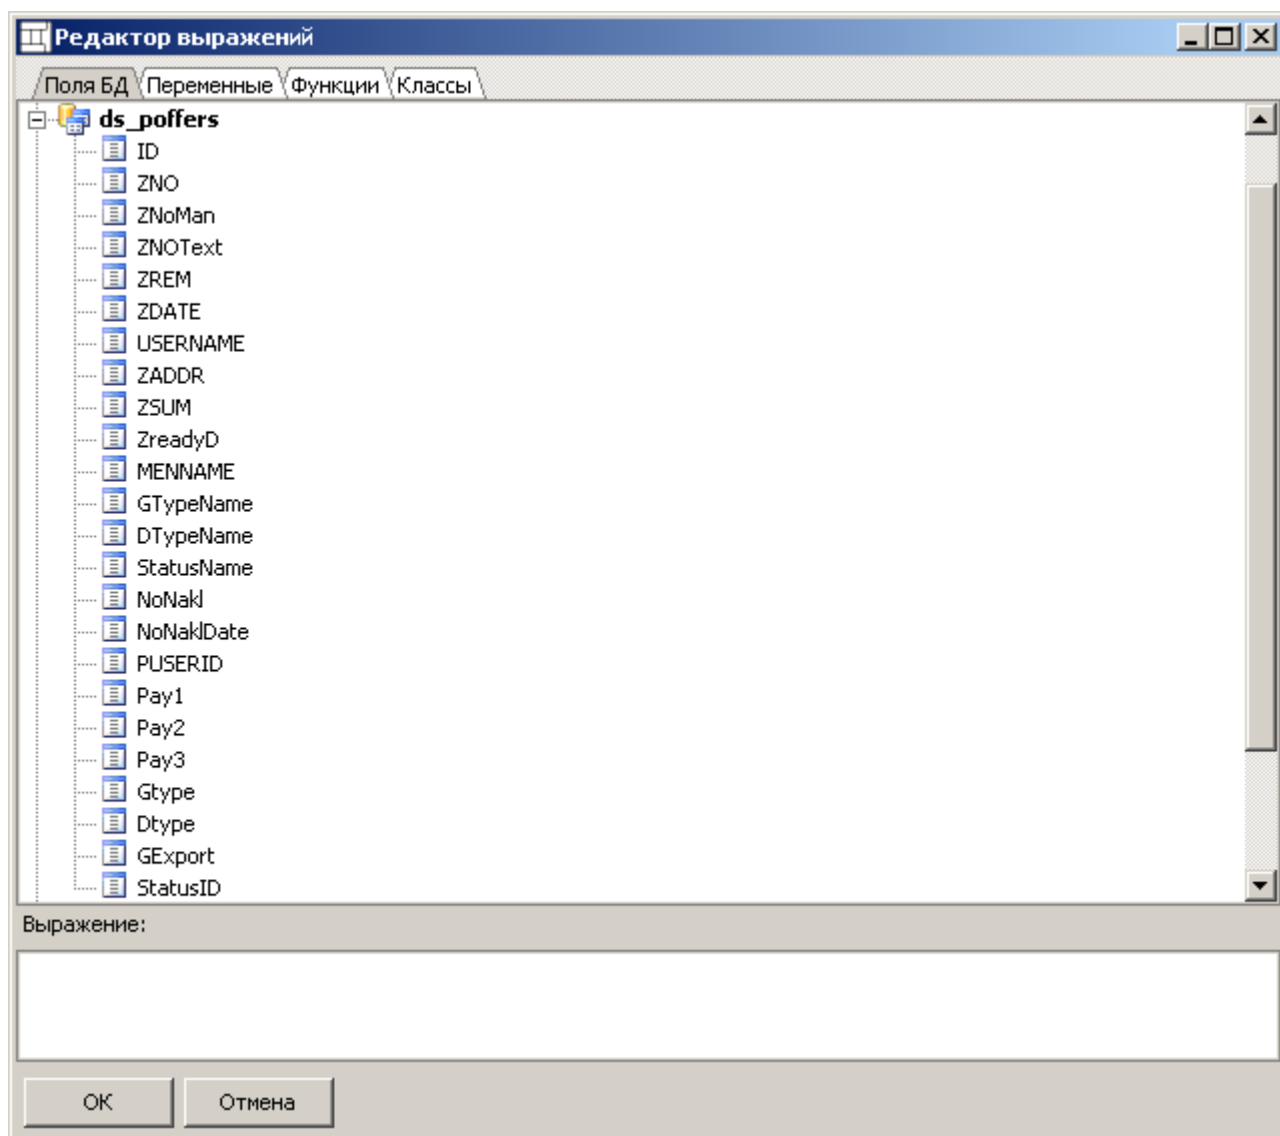 Редактор выражений
Поля БД Переменные Функции Классы
ds_poffers
ID
ZNO
ZNoMan
ZNOText
ZREM
ZDATE
USERNAME
ZADDR
ZSUM
ZreadyD
MENNAME
GTypeName
DTypeName
StatusName
NoNakl
NoNaklDate
PUSERID
Pay1
Pay2
Pay3
Gtype
Dtype
GExport
StatusID
Выражение:
ОК Отмена